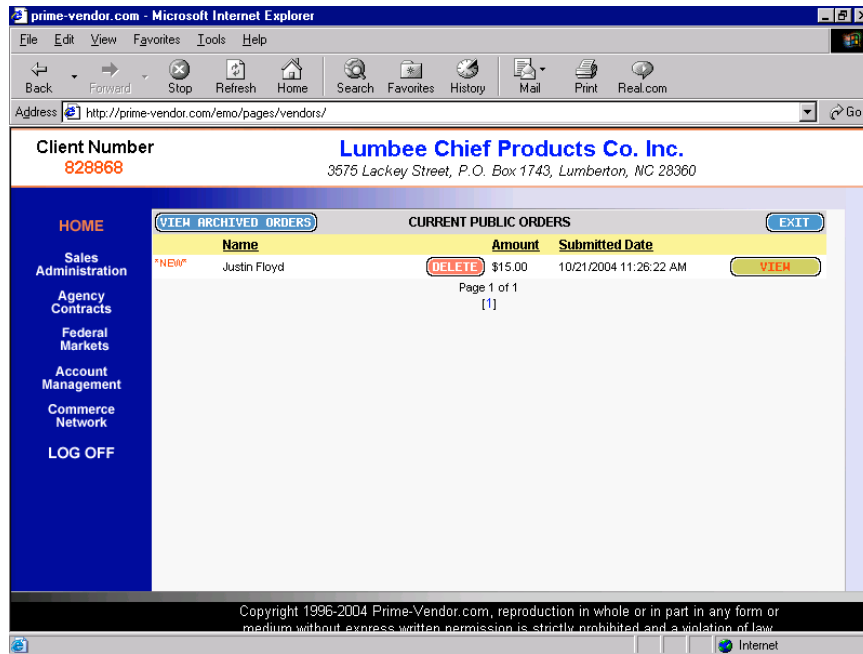 prime-vendor.com - Microsoft Internet Explorer
File Edit View Favorites Tools Help
Back Forward Stop Refresh Home Search Favorites History Mail Print Real.com
Address http://prime-vendor.com/emo/pages/vendors/ Go
Client Number
828868
Lumbee Chief Products Co. Inc.
3575 Lackey Street, P.O. Box 1743, Lumberton, NC 28360
HOME
Sales
Administration
Agency
Contracts
Federal
Markets
Account
Management
Commerce
Network
LOG OFF
VIEW ARCHIVED ORDERS CURRENT PUBLIC ORDERS EXIT
Name Amount Submitted Date
*NEW* Justin Floyd DELETE $15.00 10/21/2004 11:26:22 AM VIEW
Page 1 of 1
[1]
Copyright 1996-2004 Prime-Vendor.com, reproduction in whole or in part in any form or
medium without express written permission is strictly prohibited and a violation of law
Internet